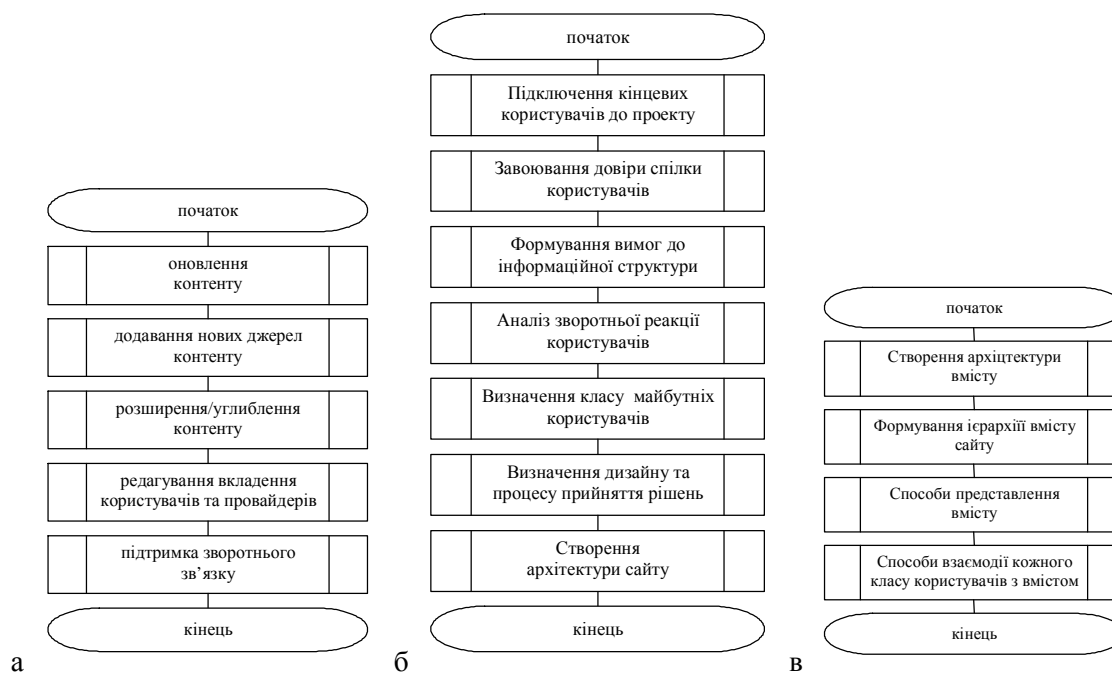 початок
оновлення
контенту
додавання нових джерел
контенту
розширення/углиблення
контенту
редагування вкладення
користувачів та провайдерів
підтримка зворотнього
зв’язку
кінець
а
початок
Підключення кінцевих
користувачів до проекту
Завоювання довіри спілки
користувачів
Формування вимог до
інформаційної структури
Аналіз зворотньої реакції
користувачів
Визначення класу майбутніх
користувачів
Визначення дизайну та
процесу прийняття рішень
Створення
архітектури сайту
кінець
б
початок
Створення архіцтектури
вмісту
Формування ієрархіїї вмісту
сайту
Способи представлення
вмісту
Способи взаємодії кожного
класу користувачів з вмістом
кінець
в